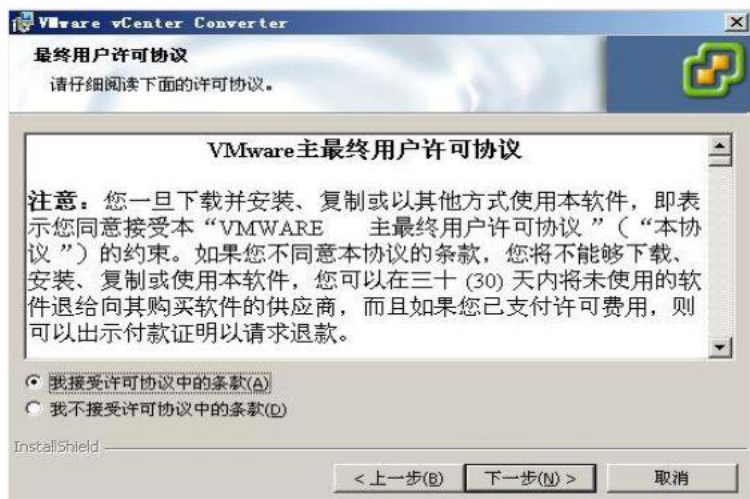 VMware vCenter Converter
最终用户许可协议
请仔细阅读下面的许可协议。
VMware主最终用户许可协议
注意：您一旦下载并安装、复制或以其他方式使用本软件，即表
示您同意接受本“VMWARE 主最终用户许可协议”（“本协
议”）的约束。如果您不同意本协议的条款，您将不能够下载、
安装、复制或使用本软件，您可以在三十 (30) 天内将未使用的软
件退给向其购买软件的供应商，而且如果您已支付许可费用，则
可以出示付款证明以请求退款。
我接受许可协议中的条款(A)
我不接受许可协议中的条款(D)
InstallShield
< 上一步(B) 下一步(N) > 取消